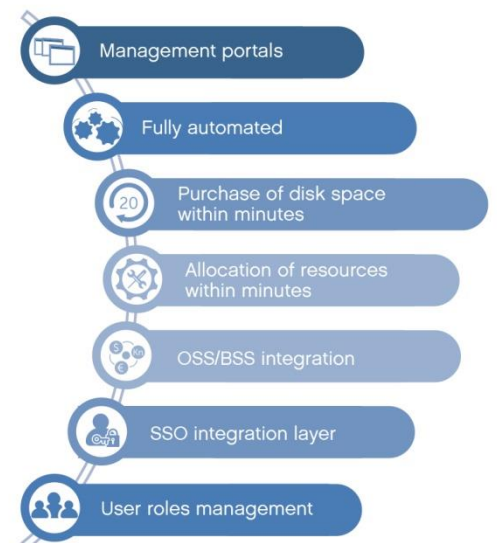 Management portals
Fully automated
20
Purchase of disk space
within minutes
Allocation of resources
within minutes
S
Kn
€
OSS/BSS integration
SSO integration layer
User roles management